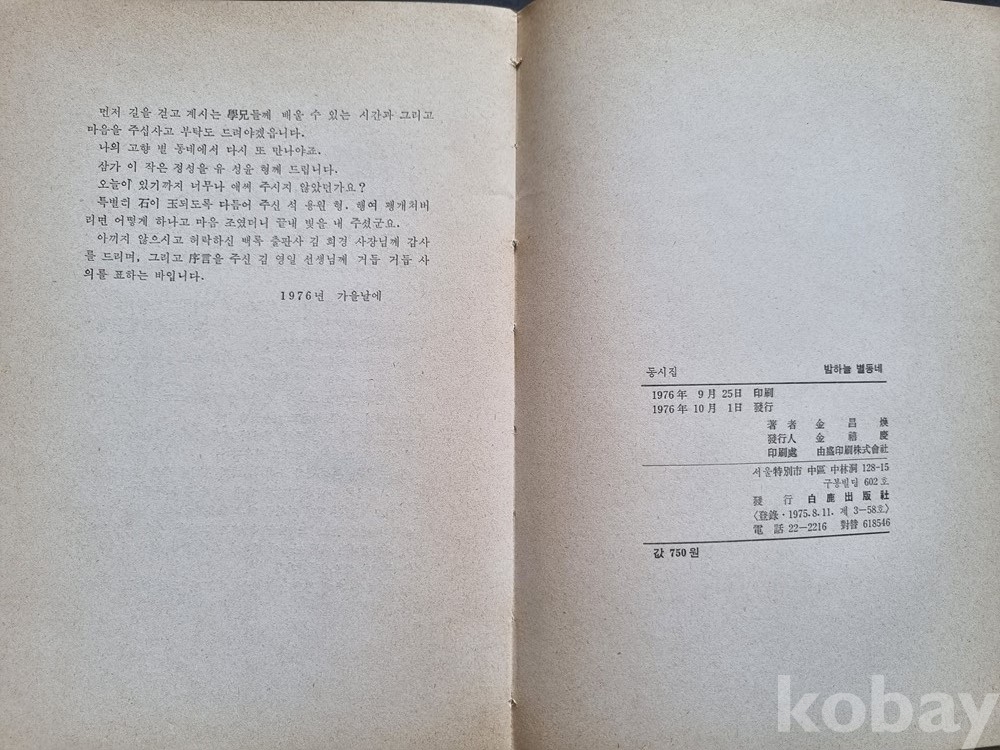 먼저 길을 걷고 계시는 學兄들께 배울 수 있는 시간과 그리고
마음을 주십사고 부탁도 드려야겠읍니다.
나의 고향 별 동네에서 다시 또 만나야죠.
삼가 이 작은 정성을 유 성윤 형께 드립니다.
오늘이 있기까지 너무나 애써 주시지 않았던가요?
특별히 石이 玉되도록 다듬어 주신 석 용원 형, 행여 팽개쳐버
리면 어떻게 하나고 마음 조였더니 끝내 빛을 내 주셨군요.
아끼지 않으시고 허락하신 백록 출판사 김 희경 사장님께 감사
를 드리며, 그리고 序言을 주신 김 영일 선생님께 거듭 거듭 사
의를 표하는 바입니다.
1976년 가을날에
동시집 밤하늘 별동네
1976年 9月 25日 印刷
1976年 10月 1日 發行
著者 金昌煥
發行人 金禧慶
印刷處 由盛印刷株式會社
서울特別市 中區 中林洞 128-15
구봉빌딩 602호
發行 白鹿出版社
〈登錄·1975.8.11. 제 3-58호〉
電話 22-2216 對替 618546
값 750원
kobay